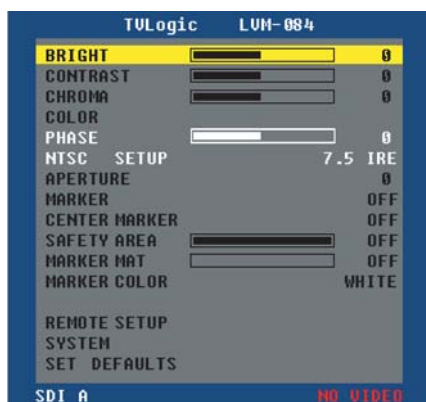 TVLogic LVM-084
BRIGHT 0
CONTRAST 0
CHROMA 0
COLOR
PHASE 0
NTSC SETUP 7.5 IRE
APERTURE 0
MARKER OFF
CENTER MARKER OFF
SAFETY AREA OFF
MARKER MAT OFF
MARKER COLOR WHITE
REMOTE SETUP
SYSTEM
SET DEFAULTS
SDI A NO VIDEO